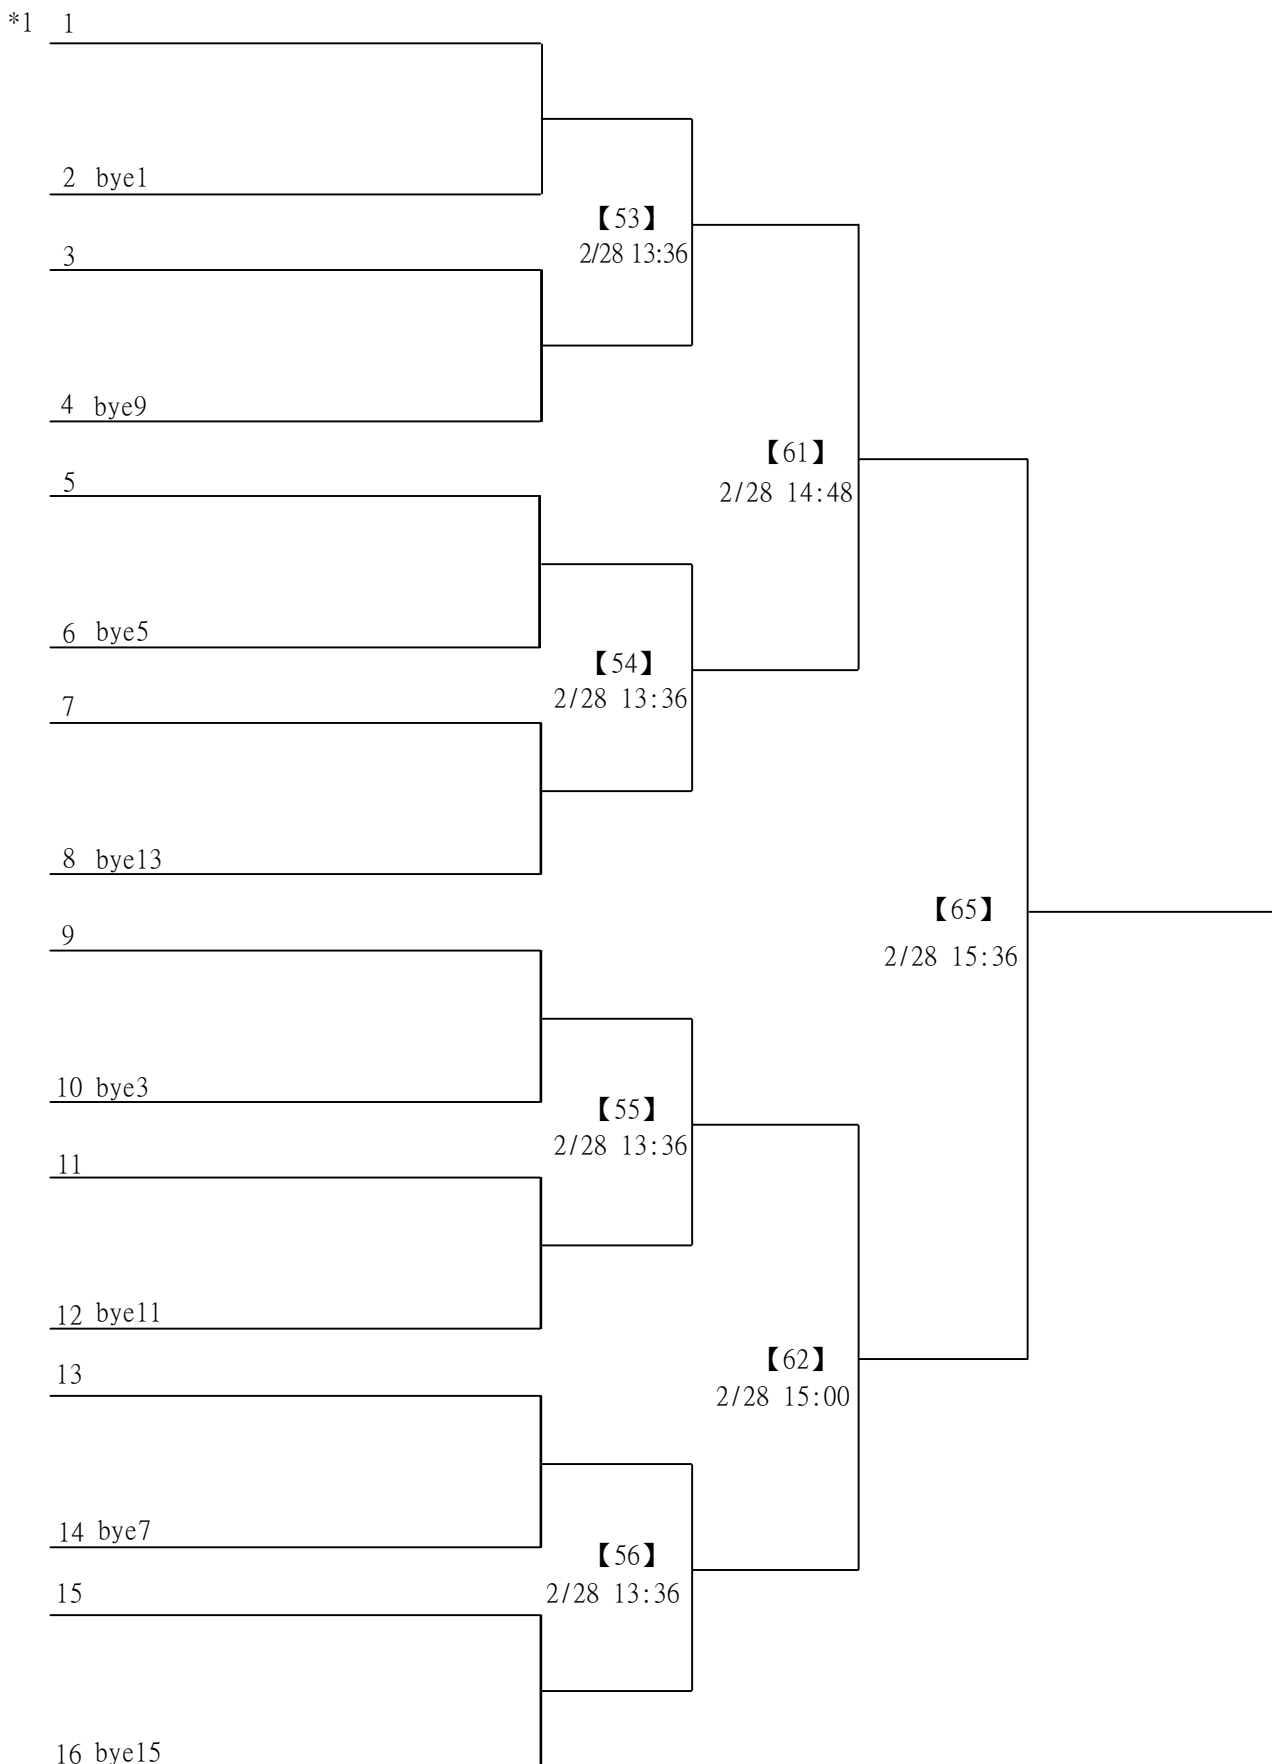 *1 1
2 bye1
【53】
3
2/28 13:36
4 bye9
【61】
5
2/28 14:48
6 bye5
【54】
2/28 13:36
7
8 bye13
【65】
9
2/28 15:36
10 bye3
【55】
2/28 13:36
11
12 bye11
【62】
13
2/28 15:00
14 bye7
【56】
15
2/28 13:36
16 bye15